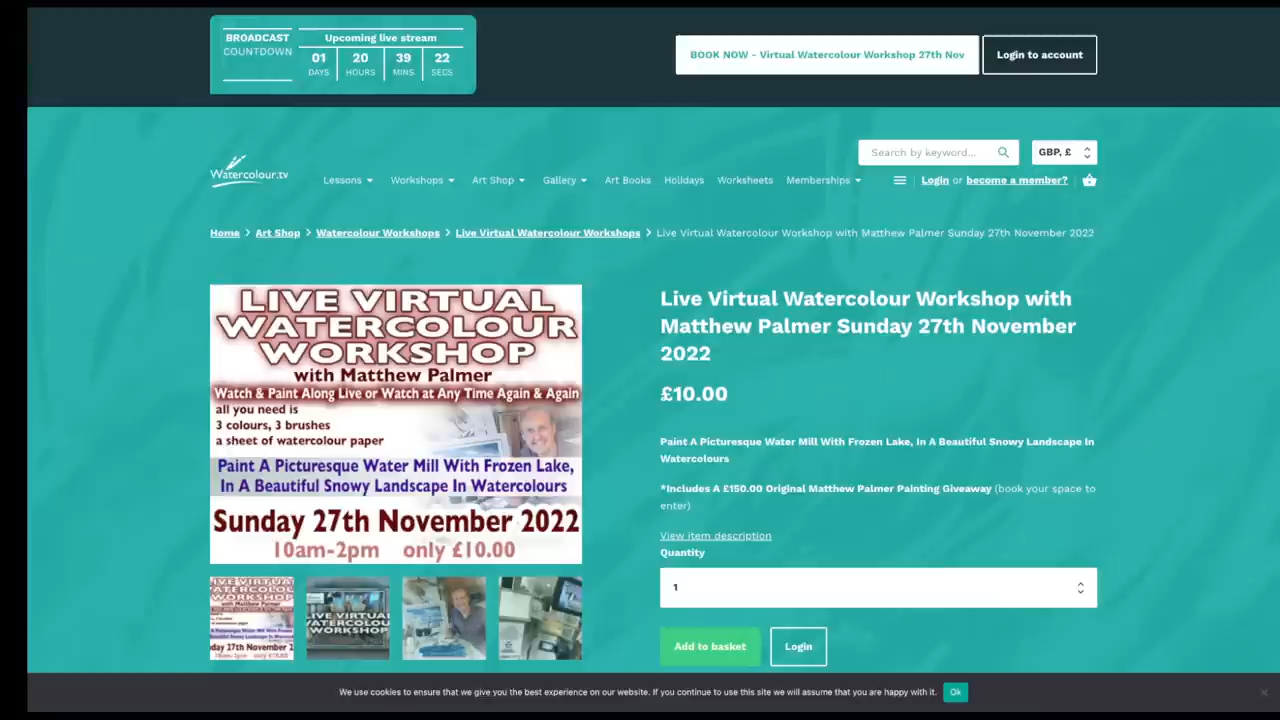 BROADCAST
COUNTDOWN
Upcoming live stream
01 20 39 22
DAYS HOURS MINS SECS
BOOK NOW - Virtual Watercolour Workshop 27th Nov
Login to account
Search by keyword...
GBP, £
Watercolour.tv
Lessons Workshops Art Shop Gallery Art Books Holidays Worksheets Memberships
Login or become a member?
Home > Art Shop > Watercolour Workshops > Live Virtual Watercolour Workshops > Live Virtual Watercolour Workshop with Matthew Palmer Sunday 27th November 2022
LIVE VIRTUAL
WATERCOLOUR
WORKSHOP
with Matthew Palmer
Watch & Paint Along Live or Watch at Any Time Again & Again
all you need is
3 colours, 3 brushes
a sheet of watercolour paper
Paint A Picturesque Water Mill With Frozen Lake,
In A Beautiful Snowy Landscape In Watercolours
Sunday 27th November 2022
10am-2pm only £10.00
Live Virtual Watercolour Workshop with
Matthew Palmer Sunday 27th November
2022
£10.00
Paint A Picturesque Water Mill With Frozen Lake, In A Beautiful Snowy Landscape In
Watercolours
*Includes A £150.00 Original Matthew Palmer Painting Giveaway (book your space to
enter)
View item description
Quantity
1
Add to basket
Login
We use cookies to ensure that we give you the best experience on our website. If you continue to use this site we will assume that you are happy with it.
Ok